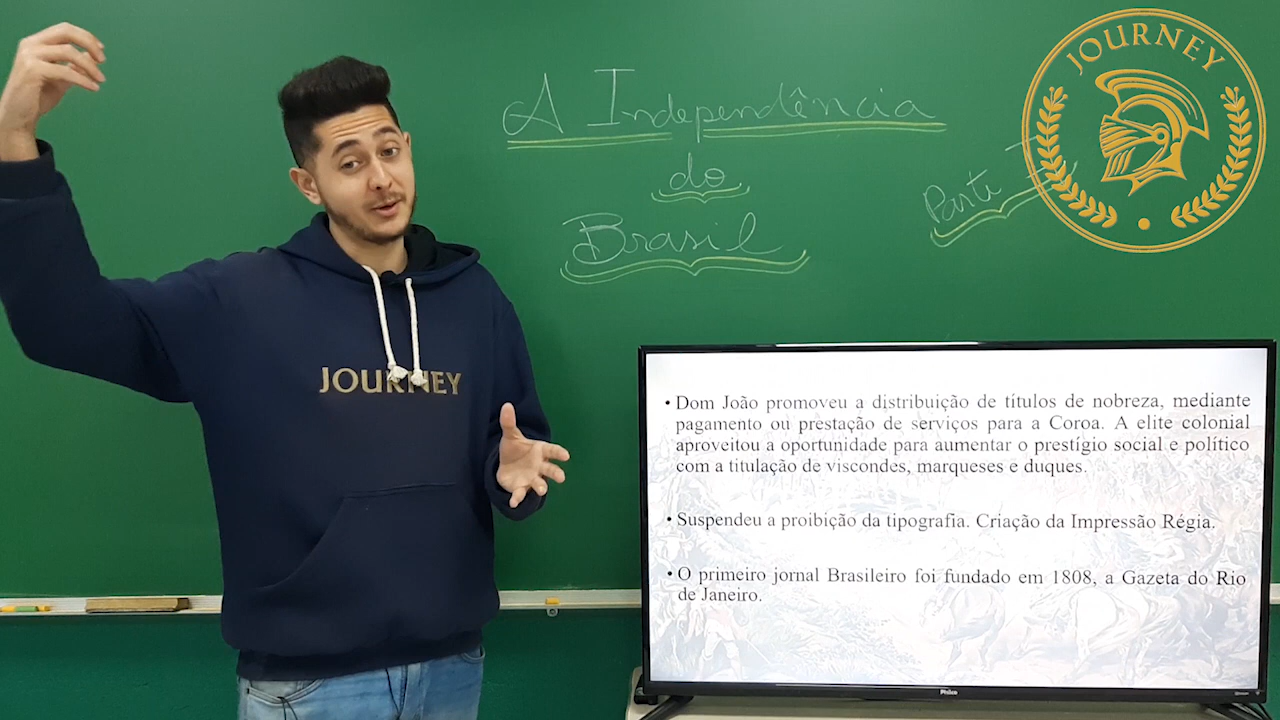 JOURNEY
A Independência
do
Brasil
Parte
JOURNEY
• Dom João promoveu a distribuição de títulos de nobreza, mediante
pagamento ou prestação de serviços para a Coroa. A elite colonial
aproveitou a oportunidade para aumentar o prestígio social e político
com a titulação de viscondes, marqueses e duques.
• Suspendeu a proibição da tipografia. Criação da Impressão Régia.
• O primeiro jornal Brasileiro foi fundado em 1808, a Gazeta do Rio
de Janeiro.
Philco